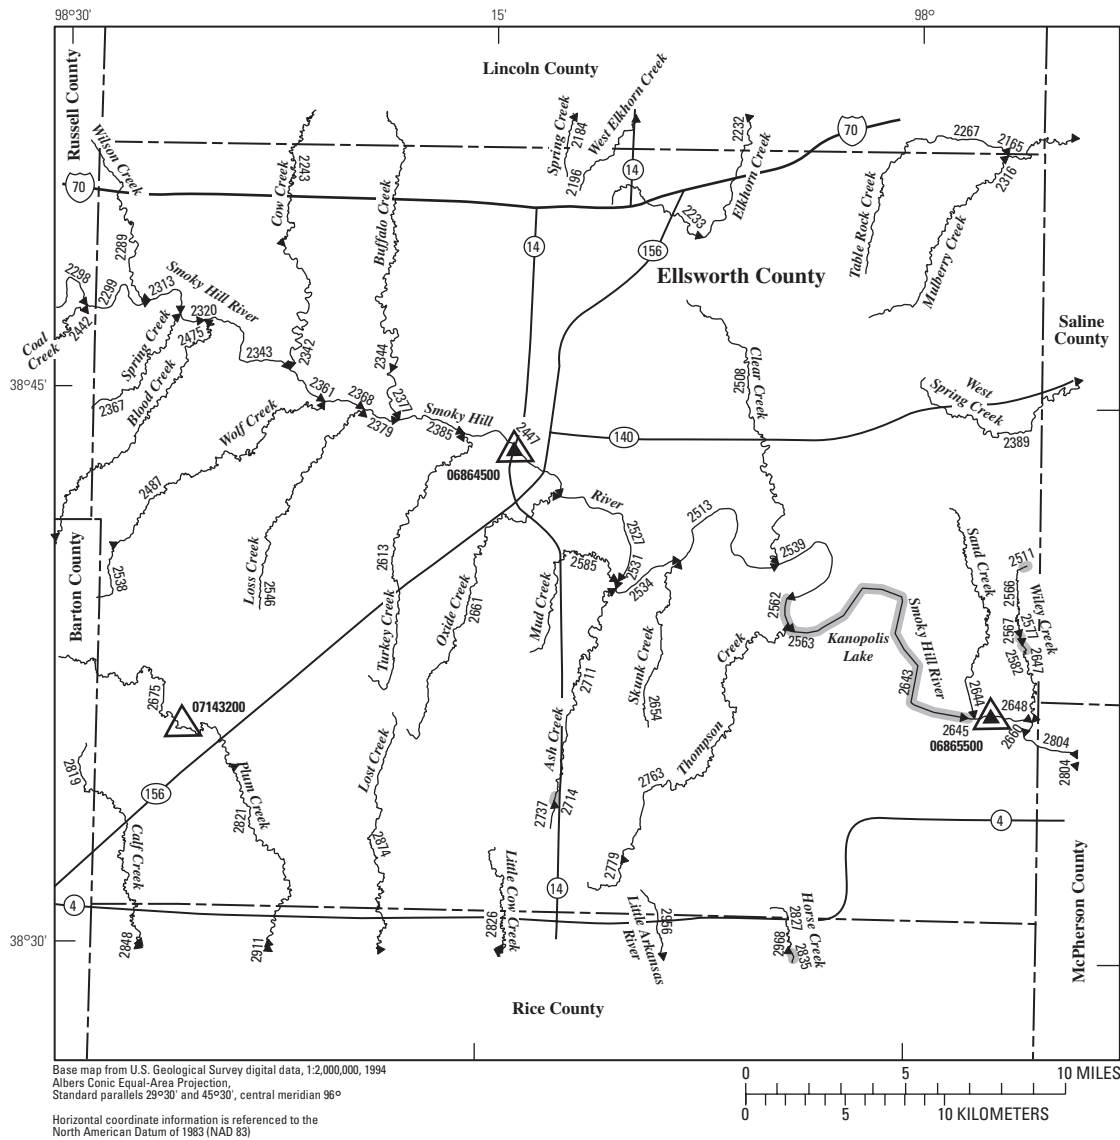 98°30'
15'
98°
Lincoln County
Russell County
Wilson Creek
Cow Creek
2243
Buffalo Creek
Spring Creek
2184
West Elkhorn Creek
2196
14
2232
Elkhorn Creek
70
2267
2165
2316
70
2289
14
2233
156
Table Rock Creek
Mulberry Creek
Ellsworth County
2298
2299
2313
Smoky Hill River
2442
2320
Coal
Creek
Spring Creek
2475
2343
2342
2344
Saline
County
38°45'
2367
Blood Creek
2361
2368
2377
2379
Clear Creek
2508
West
Spring Creek
2389
Wolf Creek
Smoky Hill
2385
2447
140
06864500
2487
River
2513
2527
2539
2531
2534
2585
Barton County
2538
Loss Creek
2546
2613
Turkey Creek
Oxide Creek
2661
Mud Creek
2562
2563
Kanopolis
Lake
Smoky Hill River
2643
Sand Creek
2511
2566
Wiley Creek
2567
2577
2582
2647
2644
2648
2645
2660
06865500
2804
2804
2675
07143200
2711
Skunk Creek
2654
Creek
Thompson
2763
Ash Creek
2819
Lost Creek
156
Plum Creek
2821
2737
2714
4
Calf Creek
2874
2779
Little Cow Creek
2826
14
Little Arkansas
River
2956
Horse Creek
2827
2968
2835
McPherson County
4
38°30'
2848
2911
Rice County
Base map from U.S. Geological Survey digital data, 1:2,000,000, 1994
Albers Conic Equal-Area Projection,
Standard parallels 29°30' and 45°30', central meridian 96°
Horizontal coordinate information is referenced to the
North American Datum of 1983 (NAD 83)
0 5 10 MILES
0 5 10 KILOMETERS